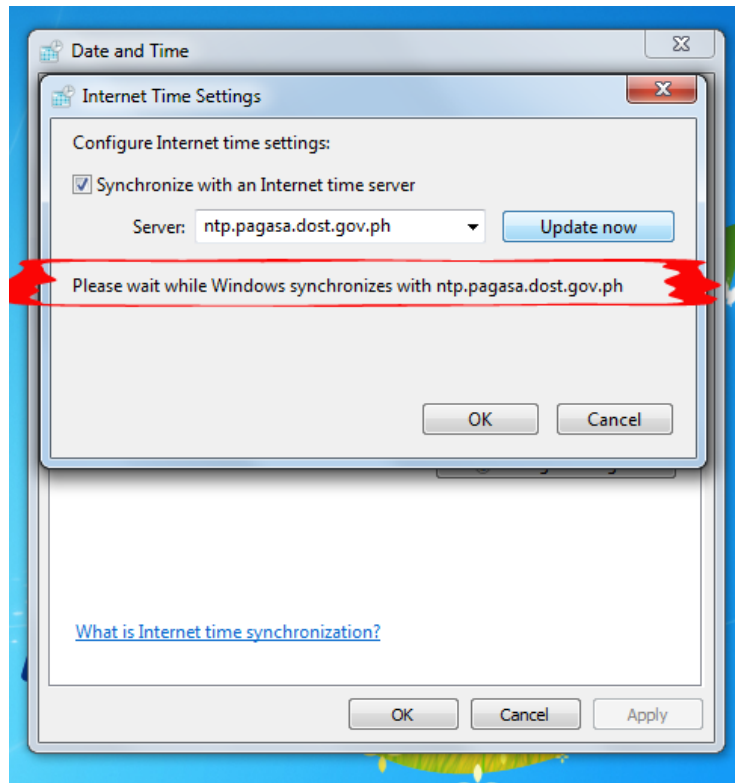 Date and Time
Internet Time Settings
Configure Internet time settings:
Synchronize with an Internet time server
Server: ntp.pagasa.dost.gov.ph Update now
Please wait while Windows synchronizes with ntp.pagasa.dost.gov.ph
OK Cancel
What is Internet time synchronization?
OK Cancel Apply